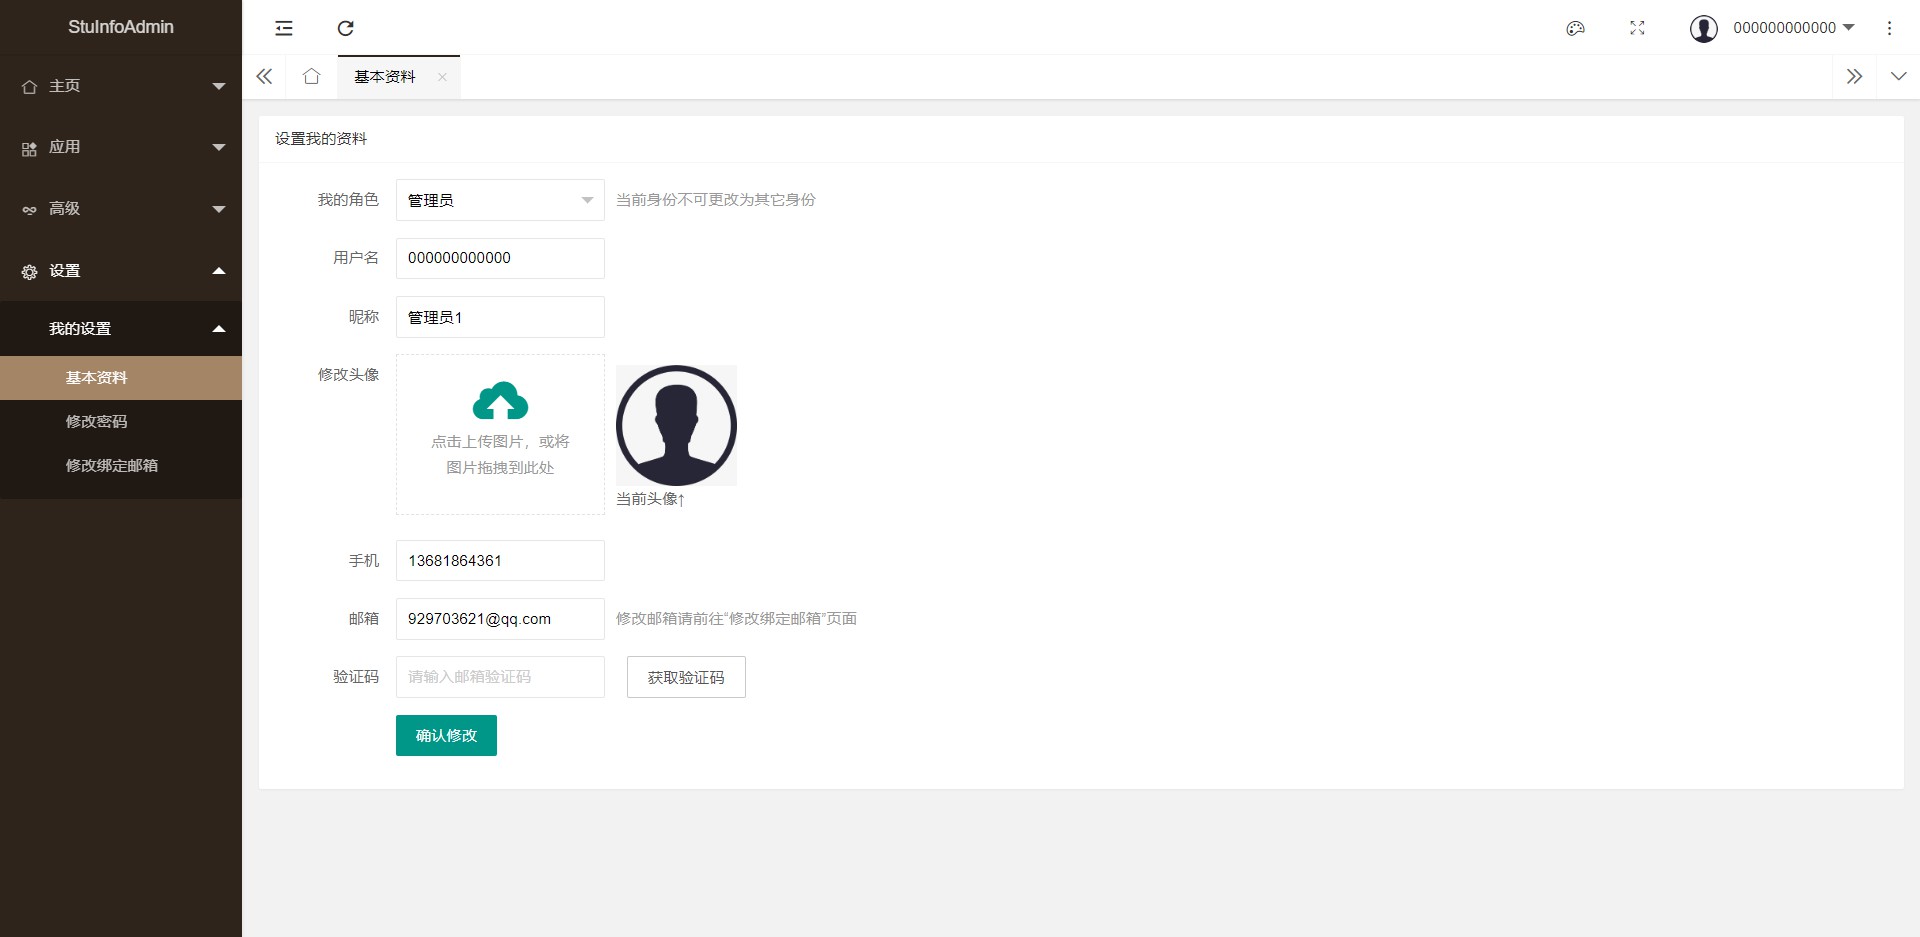 StuInfoAdmin
000000000000
主页
应用
高级
设置
我的设置
基本资料
修改密码
修改绑定邮箱
基本资料
设置我的资料
我的角色 管理员 当前身份不可更改为其它身份
用户名 000000000000
昵称 管理员1
修改头像
点击上传图片，或将
图片拖拽到此处
当前头像↑
手机 13681864361
邮箱 929703621@qq.com 修改邮箱请前往“修改绑定邮箱”页面
验证码 请输入邮箱验证码 获取验证码
确认修改